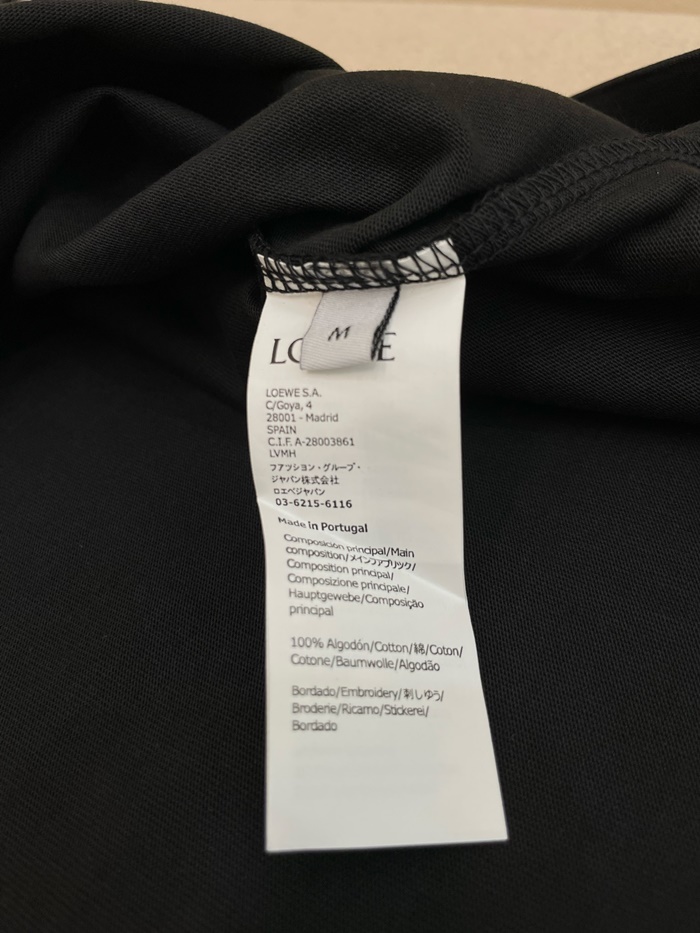 M
LOEWE
LOEWE S.A.
C/Goya, 4
28001 - Madrid
SPAIN
C.I.F. A-28003861
LVMH
ファッション・グループ・
ジャパン株式会社
ロエベジャパン
03-6215-6116
Made in Portugal
Composición principal/Main
composition/メインファブリック/
Composition principal/
Composizione principale/
Hauptgewebe/Composição
principal
100% Algodón/Cotton/綿/Coton/
Cotone/Baumwolle/Algodão
Bordado/Embroidery/刺しゆう/
Broderie/Ricamo/Stickerei/
Bordado